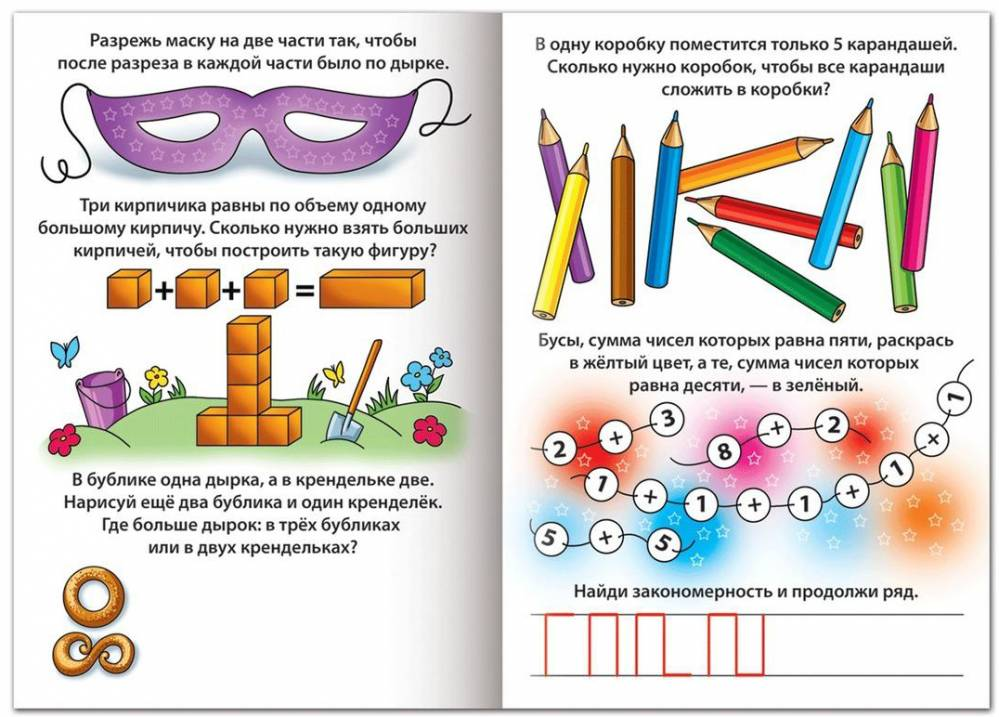 Разрежь маску на две части так, чтобы
после разреза в каждой части было по дырке.
Три кирпичика равны по объему одному
большому кирпичу. Сколько нужно взять больших
кирпичей, чтобы построить такую фигуру?
+ + =
В бублике одна дырка, а в крендельке две.
Нарисуй ещё два бублика и один кренделёк.
Где больше дырок: в трёх бубликах
или в двух крендельках?
В одну коробку поместится только 5 карандашей.
Сколько нужно коробок, чтобы все карандаши
сложить в коробки?
Бусы, сумма чисел которых равна пяти, раскрась
в жёлтый цвет, а те, сумма чисел которых
равна десяти, — в зелёный.
2 + 3
8 + 2
1 + 1 + 1 + 1 + 1
5 + 5
Найди закономерность и продолжи ряд.